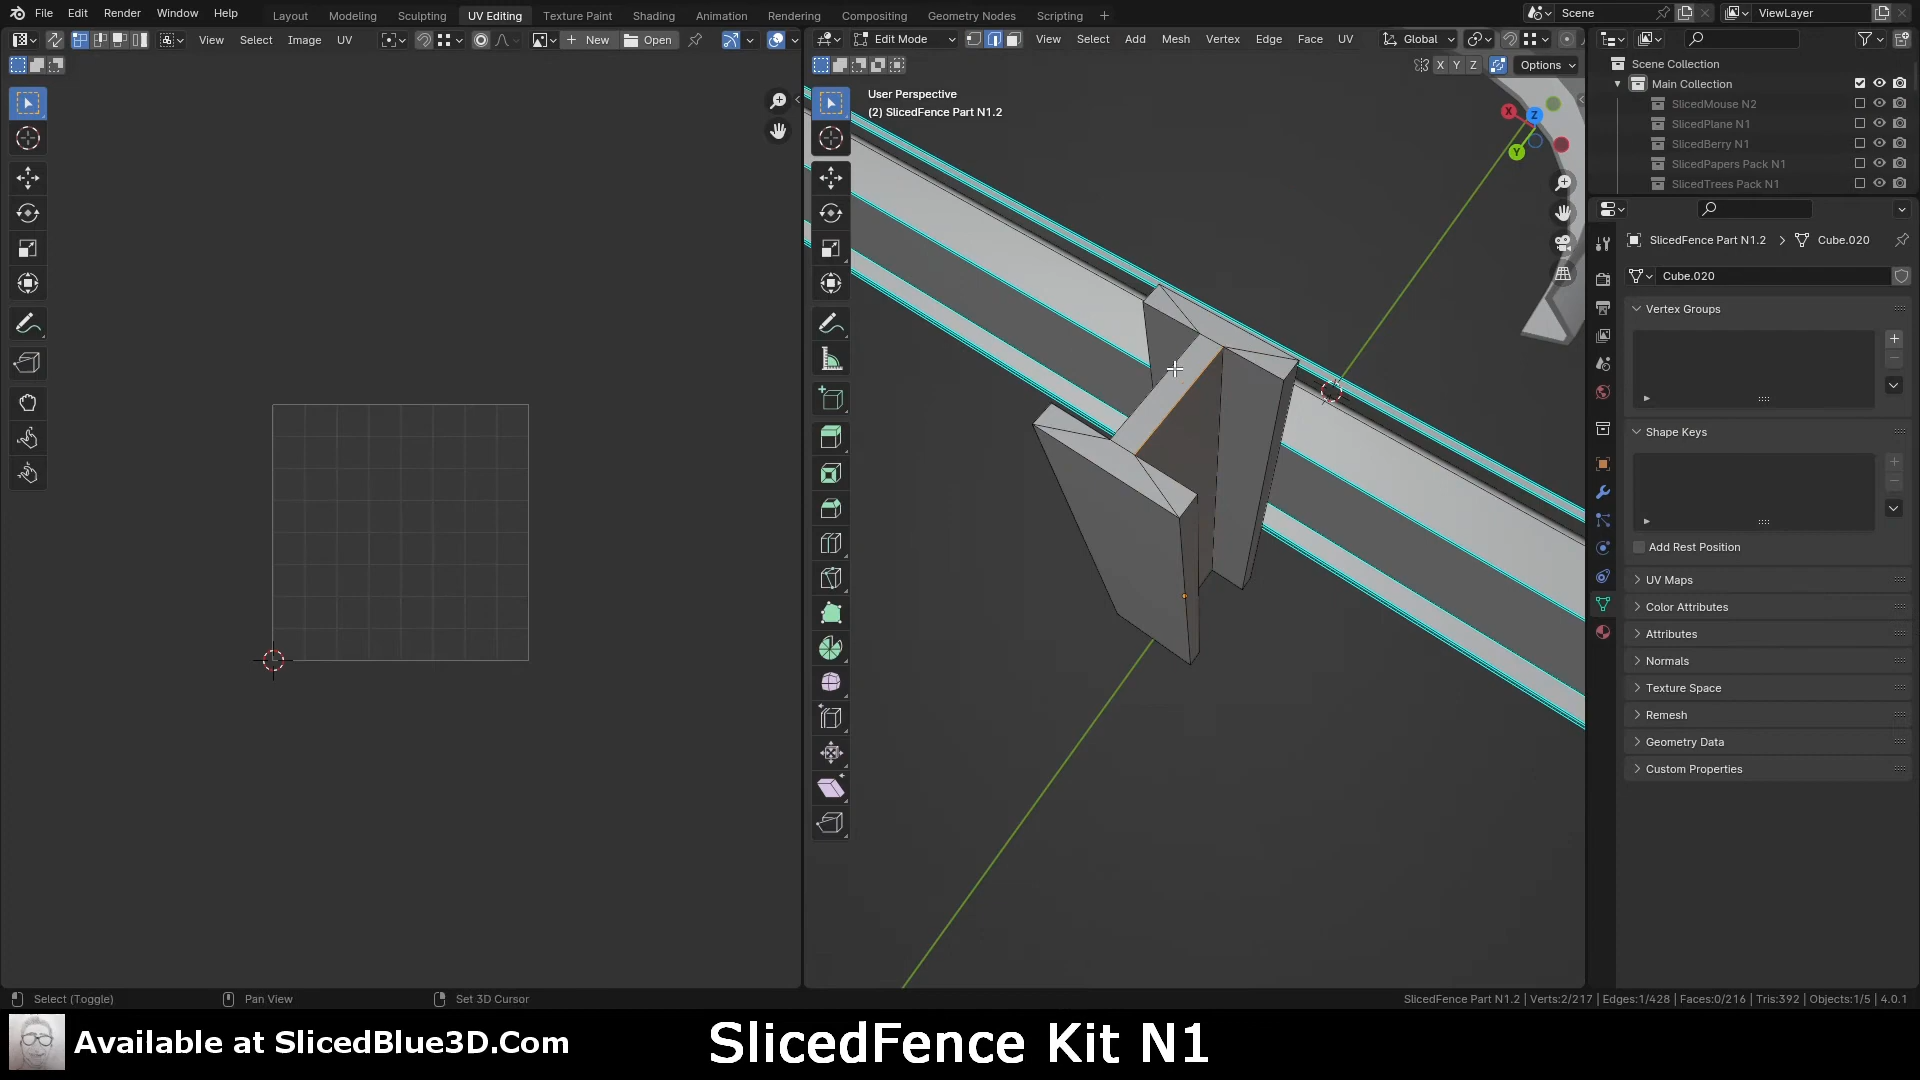 File Edit Render Window Help
Layout Modeling Sculpting UV Editing Texture Paint Shading Animation Rendering Compositing Geometry Nodes Scripting +
Scene
ViewLayer
View Select Image UV
New
Open
Edit Mode
View Select Add Mesh Vertex Edge Face UV
Global
X Y Z
Options
User Perspective
(2) SlicedFence Part N1.2
X
Z
Y
Scene Collection
Main Collection
SlicedMouse N2
SlicedPlane N1
SlicedBerry N1
SlicedPapers Pack N1
SlicedTrees Pack N1
SlicedFence Part N1.2 > Cube.020
Cube.020
Vertex Groups
Shape Keys
Add Rest Position
UV Maps
Color Attributes
Attributes
Normals
Texture Space
Remesh
Geometry Data
Custom Properties
Select (Toggle)
Pan View
Set 3D Cursor
SlicedFence Part N1.2 | Verts:2/217 | Edges:1/428 | Faces:0/216 | Tris:392 | Objects:1/5 | 4.0.1
Available at SlicedBlue3D.Com
SlicedFence Kit N1